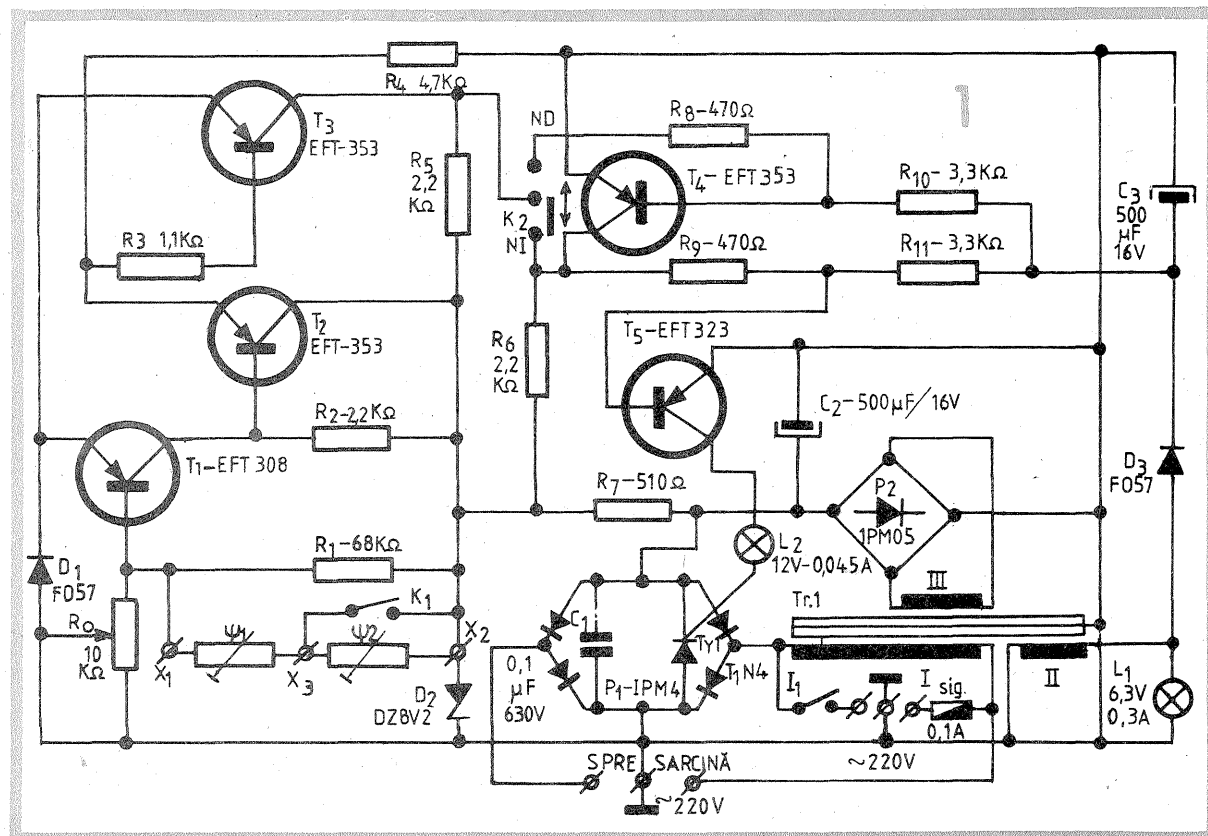 R4 4,7KΩ
1
T3
EFT-353
ND
R8-470Ω
R5
2,2
KΩ
T4-EFT353
R10-3,3KΩ
K2
NI
C3
500
µF
16V
R3 1,1KΩ
R9-470Ω
R11-3,3KΩ
T2
EFT-353
R6
2,2
KΩ
T5-EFT323
C2-500µF/16V
R2-2,2KΩ
T1-EFT308
R7-510Ω
P2
1PM05
D3
F057
L2
12V-0,045A
R1-68KΩ
D1
F057
K1
III
Tr.1
R0
10
KΩ
Ψ1
Ψ2
X1
X3
X2
C1
Ty1
T1N4
0,1
µF
630V
P1-IPM4
I1
I
sig.
0,1A
II
L1
6,3V
0,3A
D2
DZ8V2
~220V
SPRE SARCINĂ
~220V